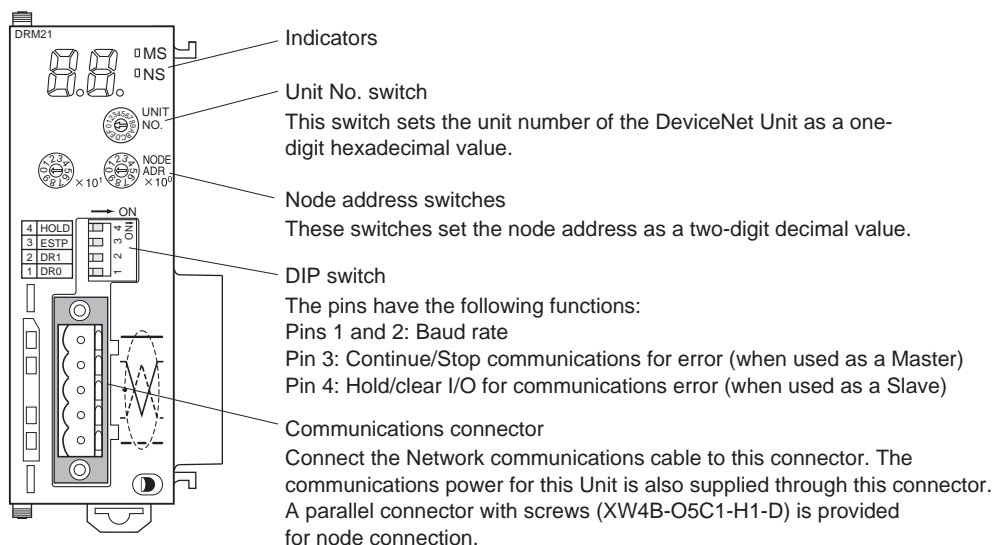 DRM21
MS
NS
Indicators
UNIT
NO.
Unit No. switch
This switch sets the unit number of the DeviceNet Unit as a one-
digit hexadecimal value.
NODE
ADR
×10¹
×10⁰
Node address switches
These switches set the node address as a two-digit decimal value.
→ ON
4 HOLD
3 ESTP
2 DR1
1 DR0
ON
4
3
2
1
DIP switch
The pins have the following functions:
Pins 1 and 2: Baud rate
Pin 3: Continue/Stop communications for error (when used as a Master)
Pin 4: Hold/clear I/O for communications error (when used as a Slave)
Communications connector
Connect the Network communications cable to this connector. The
communications power for this Unit is also supplied through this connector.
A parallel connector with screws (XW4B-O5C1-H1-D) is provided
for node connection.